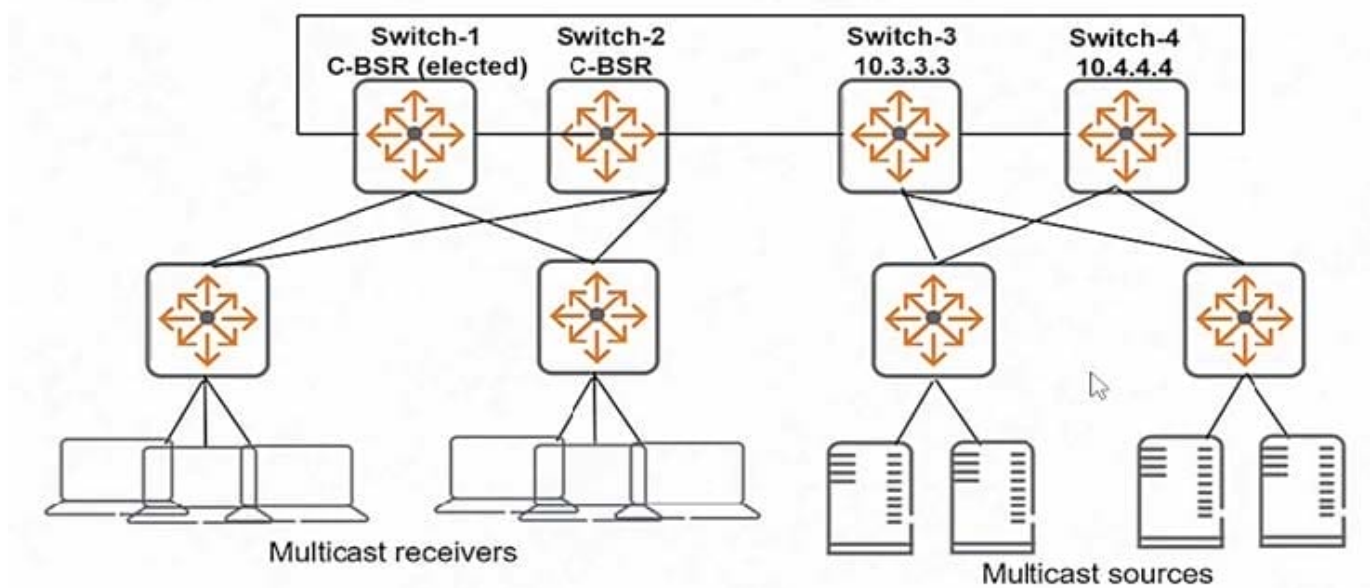 Switch-1
C-BSR (elected)
Switch-2
C-BSR
Switch-3
10.3.3.3
Switch-4
10.4.4.4
Multicast receivers
Multicast sources